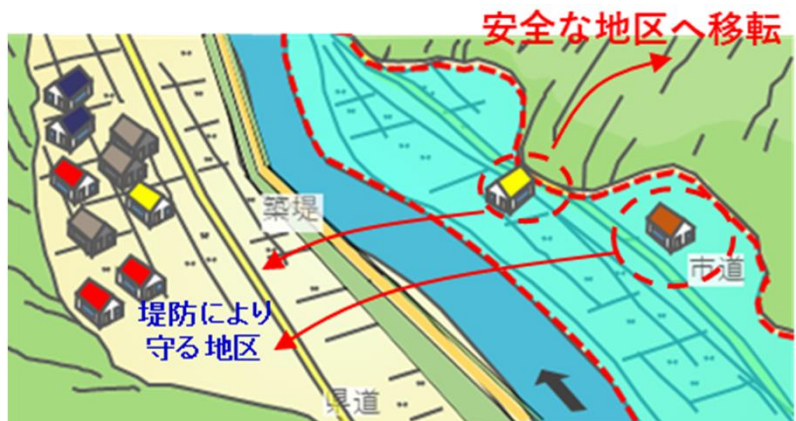 安全な地区へ移転
築堤
市道
堤防により
守る地区
県道